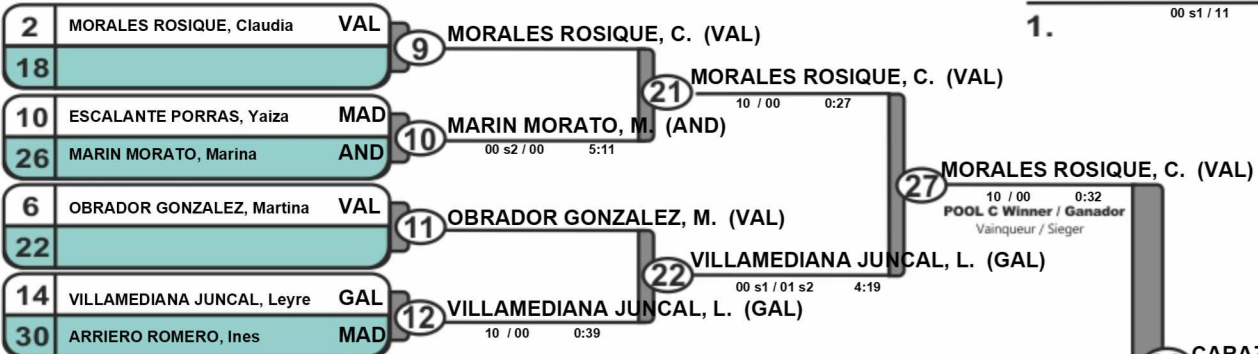 00 s1 / 11
1.
2 MORALES ROSIQUE, Claudia VAL
18
9
MORALES ROSIQUE, C. (VAL)
21
MORALES ROSIQUE, C. (VAL)
10 / 00 0:27
10 ESCALANTE PORRAS, Yaiza MAD
26 MARIN MORATO, Marina AND
10
MARIN MORATO, M. (AND)
00 s2 / 00 5:11
27
MORALES ROSIQUE, C. (VAL)
10 / 00 0:32
POOL C Winner / Ganador
Vainqueur / Sieger
6 OBRADOR GONZALEZ, Martina VAL
22
11
OBRADOR GONZALEZ, M. (VAL)
22
VILLAMEDIANA JUNCAL, L. (GAL)
00 s1 / 01 s2 4:19
14 VILLAMEDIANA JUNCAL, Leyre GAL
30 ARRIERO ROMERO, Ines MAD
12
VILLAMEDIANA JUNCAL, L. (GAL)
10 / 00 0:39